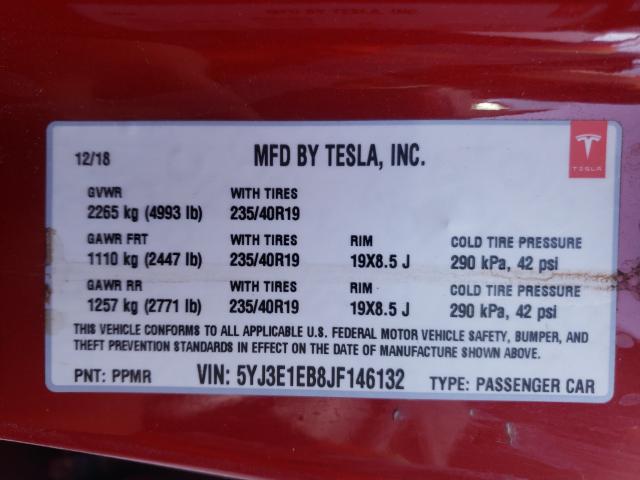 12/18 MFD BY TESLA, INC.
TESLA
GVWR WITH TIRES
2265 kg (4993 lb) 235/40R19
GAWR FRT WITH TIRES RIM COLD TIRE PRESSURE
1110 kg (2447 lb) 235/40R19 19X8.5 J 290 kPa, 42 psi
GAWR RR WITH TIRES RIM COLD TIRE PRESSURE
1257 kg (2771 lb) 235/40R19 19X8.5 J 290 kPa, 42 psi
THIS VEHICLE CONFORMS TO ALL APPLICABLE U.S. FEDERAL MOTOR VEHICLE SAFETY, BUMPER, AND
THEFT PREVENTION STANDARDS IN EFFECT ON THE DATE OF MANUFACTURE SHOWN ABOVE.
PNT: PPMR VIN: 5YJ3E1EB8JF146132 TYPE: PASSENGER CAR